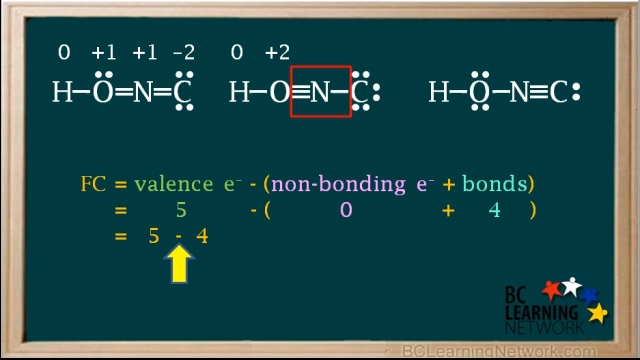 0 +1 +1 -2 0 +2
H-Ö=N=C̈ H-O≡N-C̈: H-Ö-N≡C:
FC = valence e⁻ - (non-bonding e⁻ + bonds)
= 5 - ( 0 + 4 )
= 5 - 4
BC
LEARNING
NETWORK
BCLearningNetwork.com